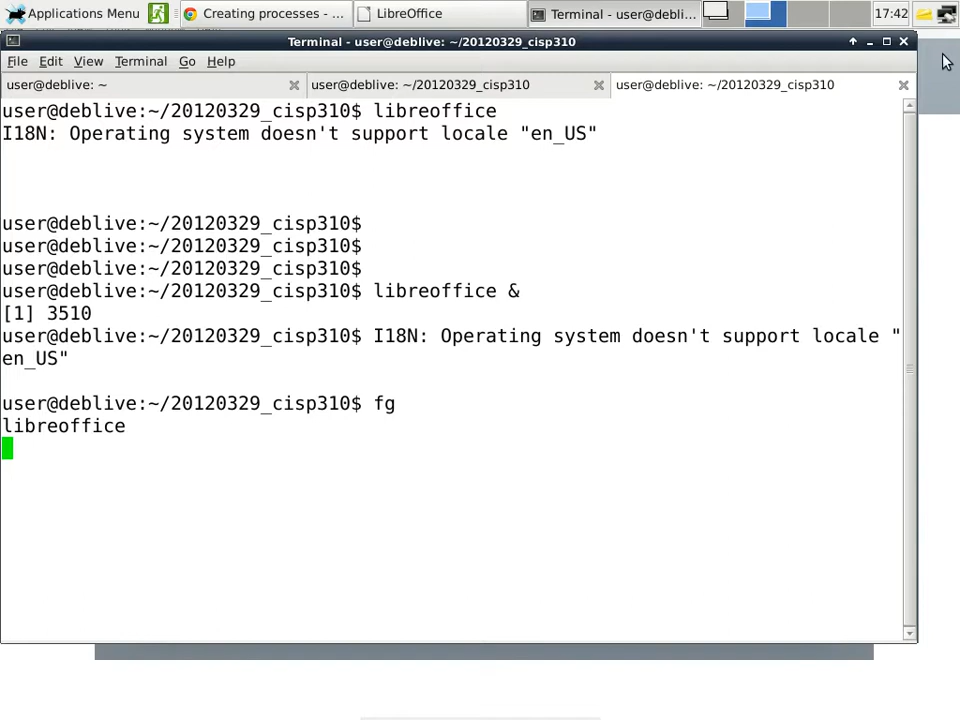 Applications Menu Creating processes - ... LibreOffice Terminal - user@debli... 17:42
Terminal - user@deblive: ~/20120329_cisp310
File Edit View Terminal Go Help
user@deblive: ~ user@deblive: ~/20120329_cisp310 user@deblive: ~/20120329_cisp310
user@deblive:~/20120329_cisp310$ libreoffice
I18N: Operating system doesn't support locale "en_US"
user@deblive:~/20120329_cisp310$
user@deblive:~/20120329_cisp310$
user@deblive:~/20120329_cisp310$
user@deblive:~/20120329_cisp310$ libreoffice &
[1] 3510
user@deblive:~/20120329_cisp310$ I18N: Operating system doesn't support locale "
en_US"
user@deblive:~/20120329_cisp310$ fg
libreoffice